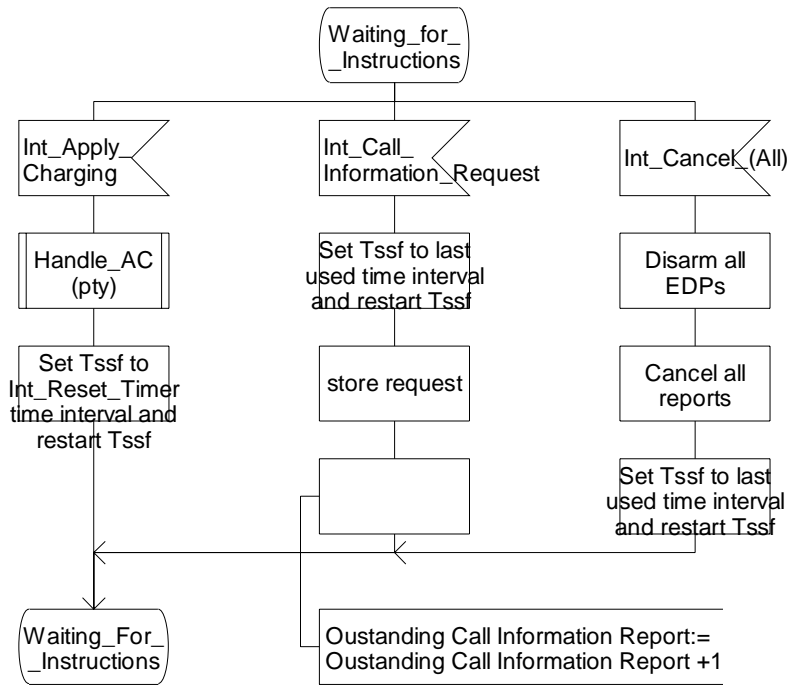 Waiting_for_
_Instructions
Int_Apply_
Charging
Int_Call_
Information_Request
Int_Cancel_(All)
Handle_AC
(pty)
Set Tssf to last
used time interval
and restart Tssf
Disarm all
EDPs
Set Tssf to
Int_Reset_Timer
time interval and
restart Tssf
store request
Cancel all
reports
Set Tssf to last
used time interval
and restart Tssf
Waiting_For_
_Instructions
Oustanding Call Information Report:=
Oustanding Call Information Report +1